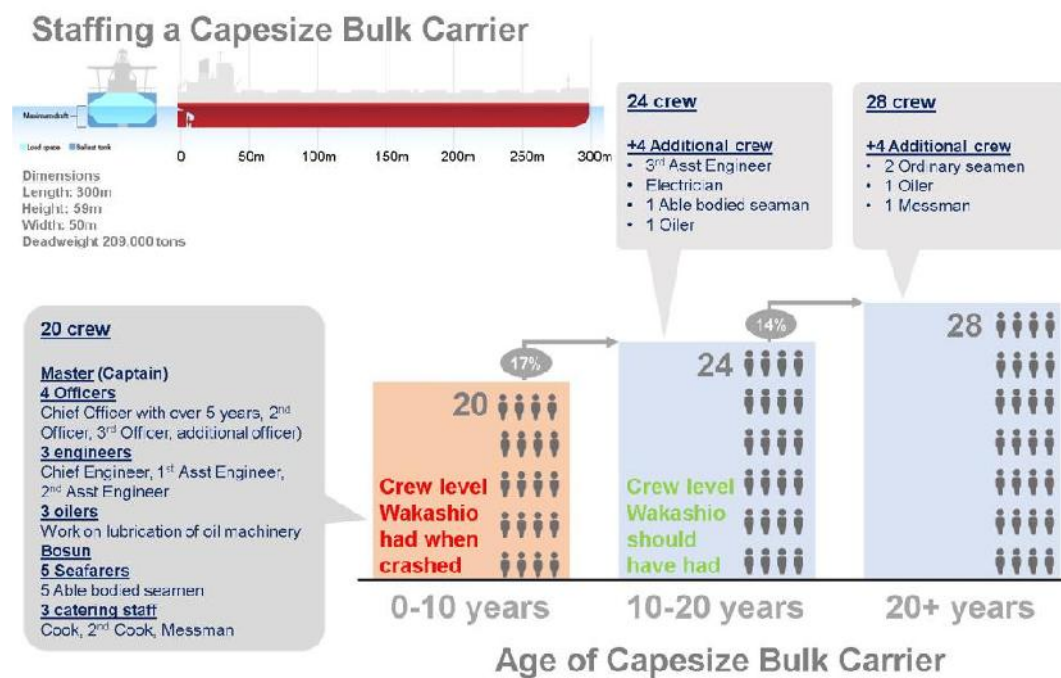 Staffing a Capesize Bulk Carrier
Maximum draft
Load space
Ballast tank
0
50m
100m
150m
200m
250m
300m
Dimensions
Length: 300m
Height: 59m
Width: 50m
Deadweight 209,000 tons
24 crew
+4 Additional crew
• 3rd Asst Engineer
• Electrician
• 1 Able bodied seaman
• 1 Oiler
28 crew
+4 Additional crew
• 2 Ordinary seamen
• 1 Oiler
• 1 Messman
20 crew
Master (Captain)
4 Officers
Chief Officer with over 5 years, 2nd
Officer, 3rd Officer, additional officer)
3 engineers
Chief Engineer, 1st Asst Engineer,
2nd Asst Engineer
3 oilers
Work on lubrication of oil machinery
Bosun
5 Seafarers
5 Able bodied seamen
3 catering staff
Cook, 2nd Cook, Messman
17%
14%
20
24
28
Crew level
Wakashio
had when
crashed
Crew level
Wakashio
should
have had
0-10 years
10-20 years
20+ years
Age of Capesize Bulk Carrier